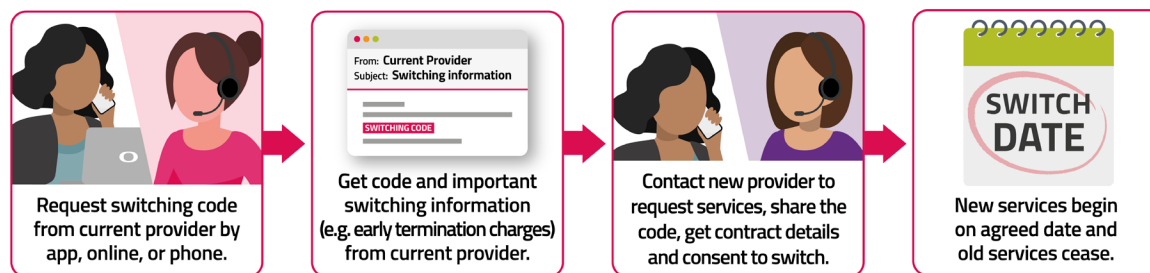 Request switching code
from current provider by
app, online, or phone.
From: Current Provider
Subject: Switching information
SWITCHING CODE
Get code and important
switching information
(e.g. early termination charges)
from current provider.
Contact new provider to
request services, share the
code, get contract details
and consent to switch.
SWITCH
DATE
New services begin
on agreed date and
old services cease.